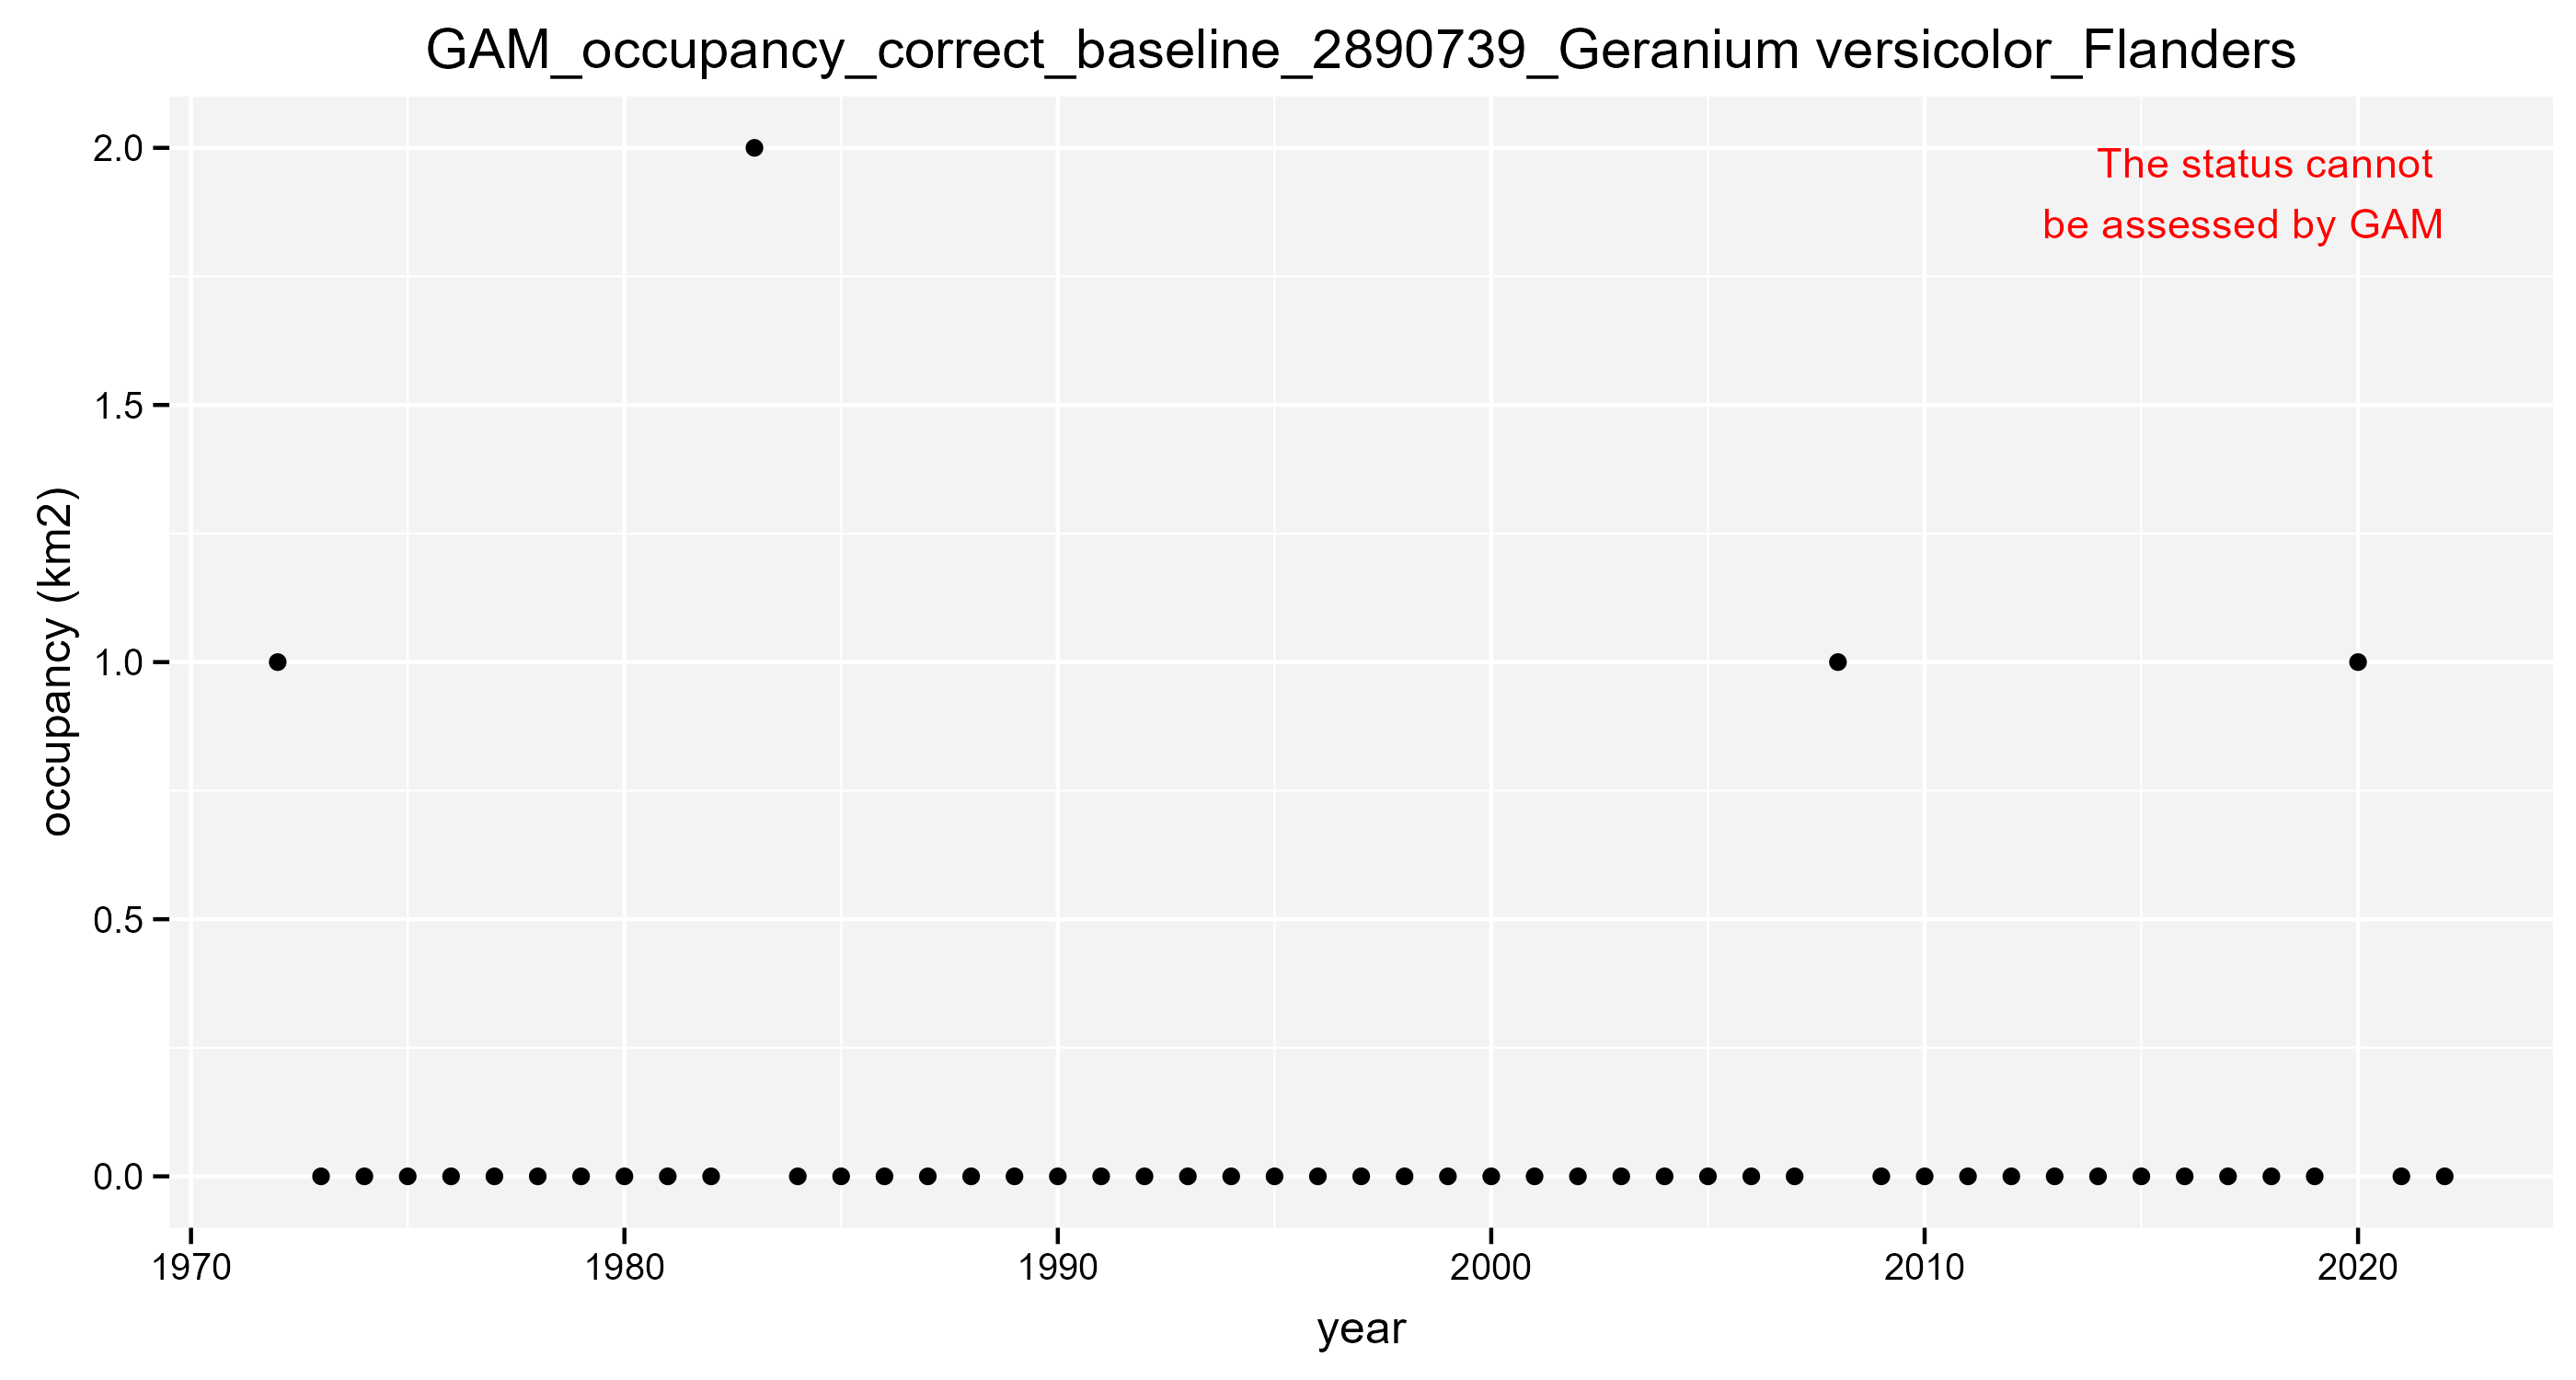 GAM_occupancy_correct_baseline_2890739_Geranium versicolor_Flanders
The status cannot
be assessed by GAM
occupancy (km2)
2.0
1.5
1.0
0.5
0.0
1970 1980 1990 2000 2010 2020
year